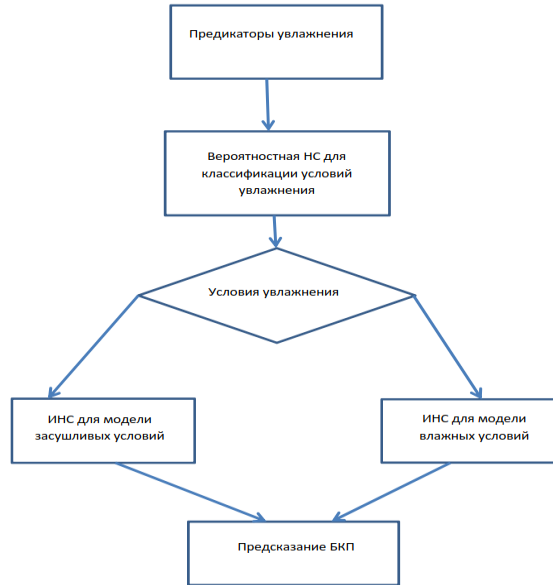 Предикаторы увлажнения
Вероятностная НС для
классификации условий
увлажнения
Условия увлажнения
ИНС для модели
засушливых условий
ИНС для модели
влажных условий
Предсказание БКП